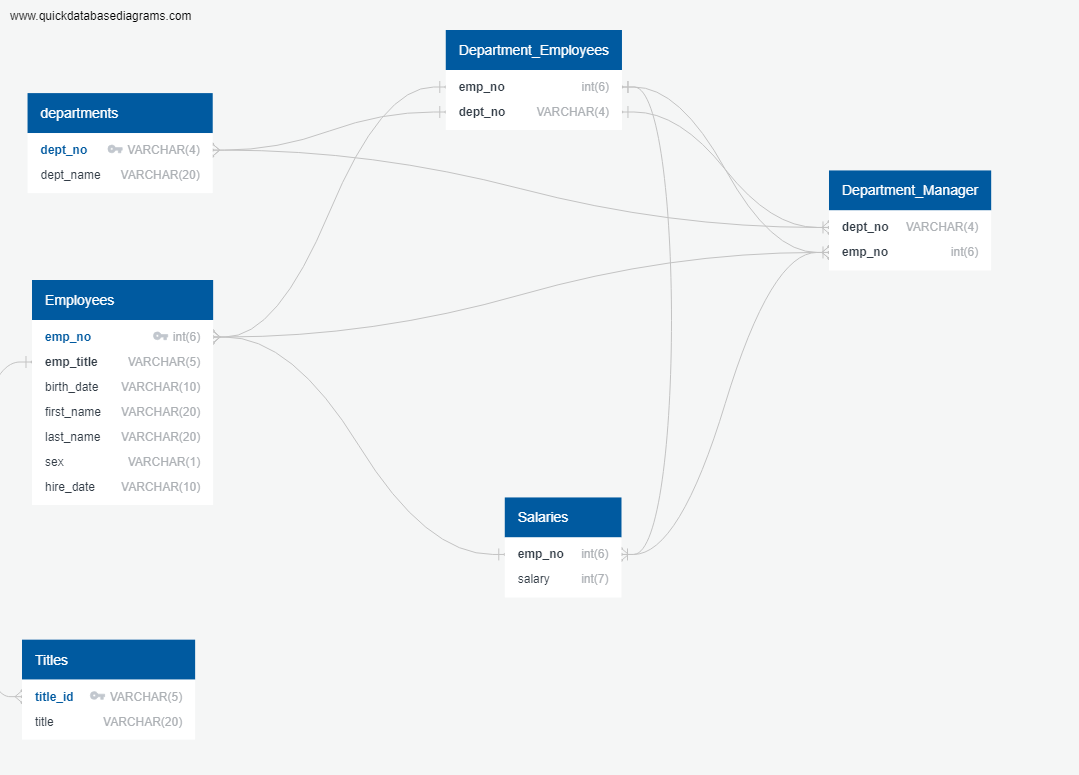 www.quickdatabasediagrams.com
Department_Employees
emp_no int(6)
dept_no VARCHAR(4)
departments
dept_no VARCHAR(4)
dept_name VARCHAR(20)
Department_Manager
dept_no VARCHAR(4)
emp_no int(6)
Employees
emp_no int(6)
emp_title VARCHAR(5)
birth_date VARCHAR(10)
first_name VARCHAR(20)
last_name VARCHAR(20)
sex VARCHAR(1)
hire_date VARCHAR(10)
Salaries
emp_no int(6)
salary int(7)
Titles
title_id VARCHAR(5)
title VARCHAR(20)